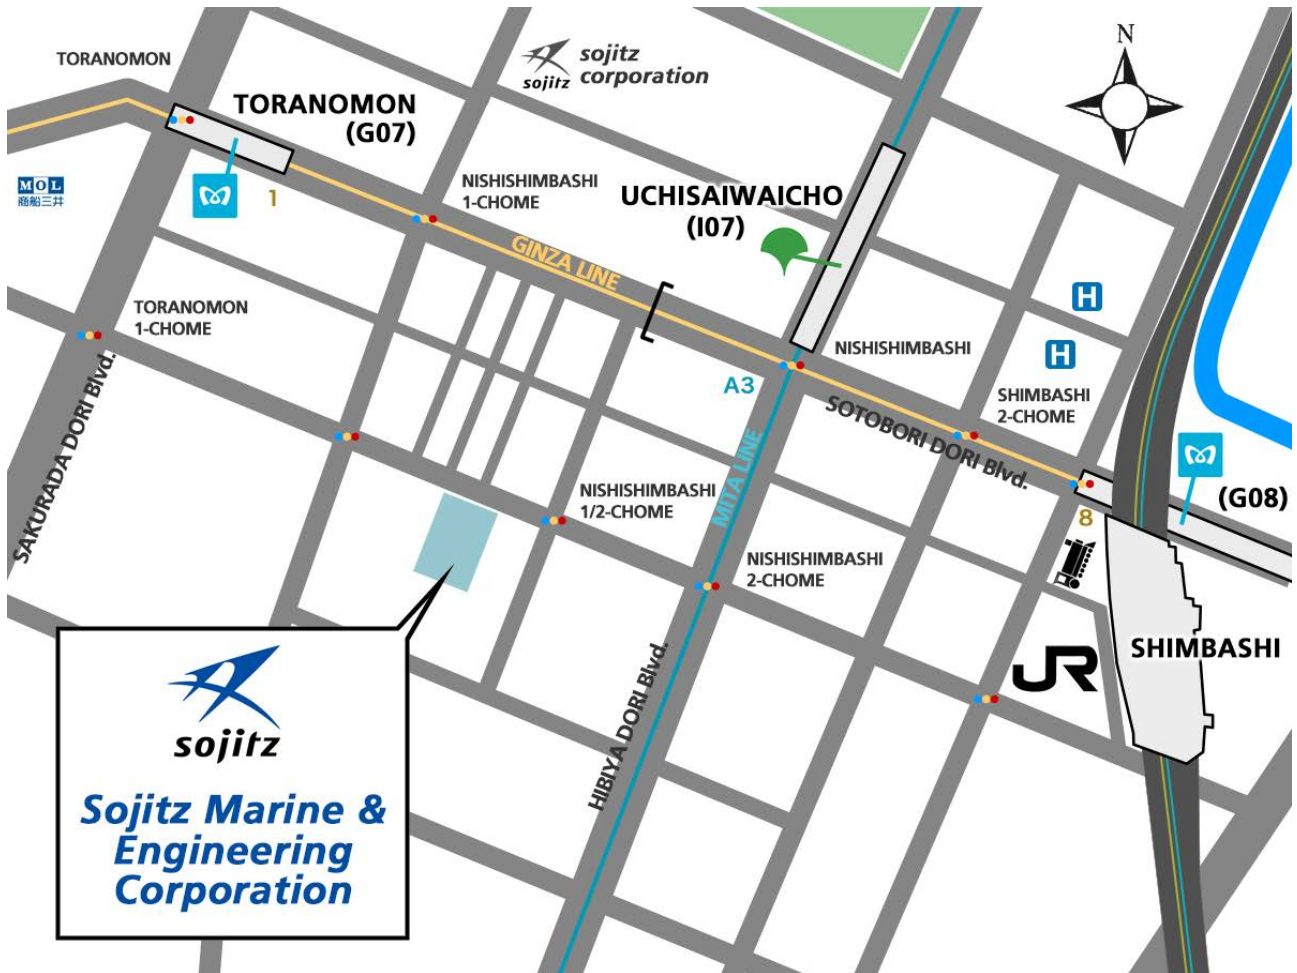 TORANOMON
N
sojitz
sojitz
corporation
TORANOMON
(G07)
MOL
商船三井
1
NISHISHIMBASHI
1-CHOME
UCHISAIWAICHO
(I07)
GINZA LINE
H
TORANOMON
1-CHOME
H
NISHISHIMBASHI
A3
SHIMBASHI
2-CHOME
SAKURADA DORI Blvd.
SOTOBORI DORI Blvd.
MITA LINE
NISHISHIMBASHI
1/2-CHOME
(G08)
8
NISHISHIMBASHI
2-CHOME
SHIMBASHI
JR
HIBIYA DORI Blvd.
sojitz
Sojitz Marine &
Engineering
Corporation